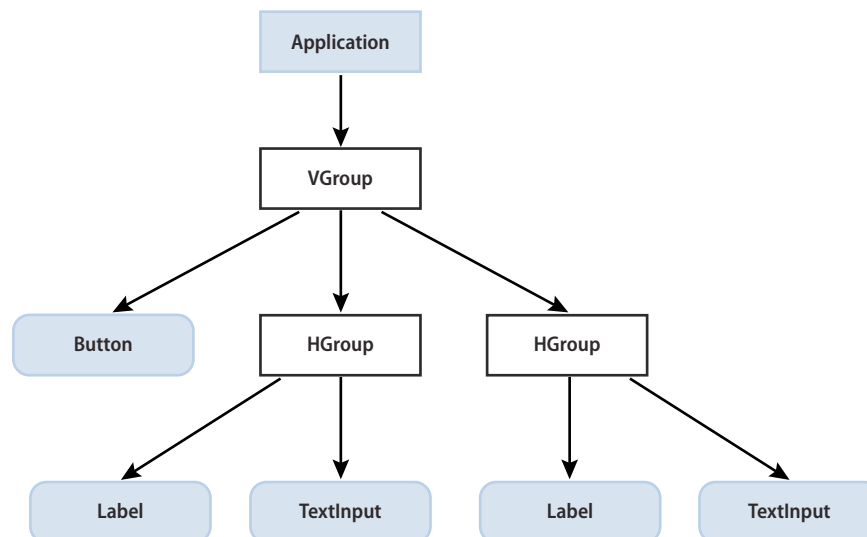 Application
VGroup
Button
HGroup
HGroup
Label
TextInput
Label
TextInput